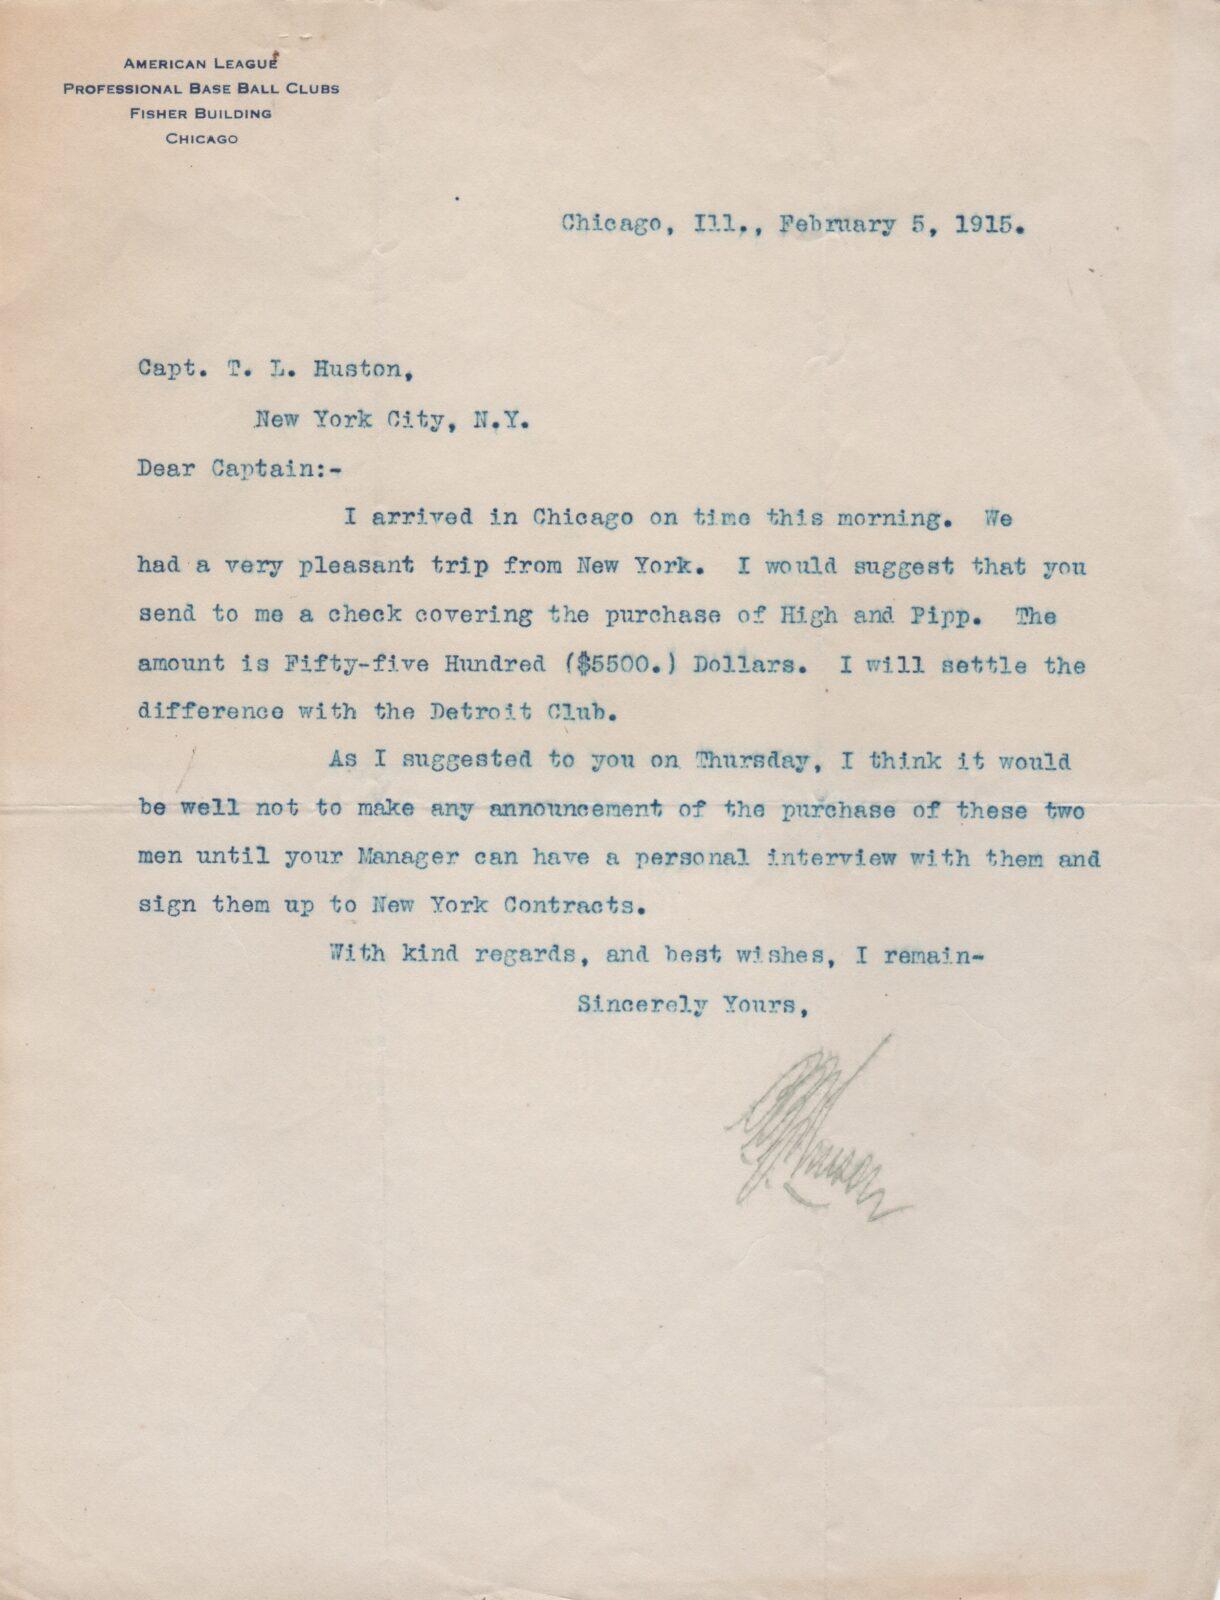 AMERICAN LEAGUE
PROFESSIONAL BASE BALL CLUBS
FISHER BUILDING
CHICAGO
Chicago, Ill., February 5, 1915.
Capt. T. L. Huston,
New York City, N.Y.
Dear Captain:-
I arrived in Chicago on time this morning. We
had a very pleasant trip from New York. I would suggest that you
send to me a check covering the purchase of High and Pipp. The
amount is Fifty-five Hundred ($5500.) Dollars. I will settle the
difference with the Detroit Club.
As I suggested to you on Thursday, I think it would
be well not to make any announcement of the purchase of these two
men until your Manager can have a personal interview with them and
sign them up to New York Contracts.
With kind regards, and best wishes, I remain-
Sincerely Yours,
B.B. Johnson